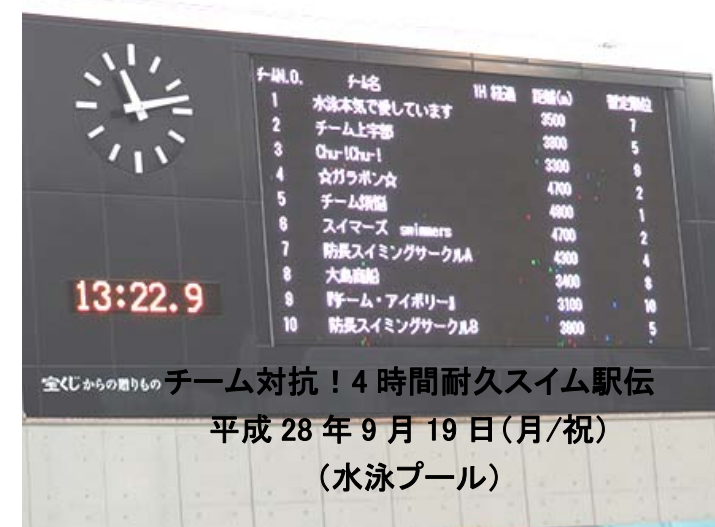 チームN.O. チーム名 1H 経過 距離(m) 暫定順位
1 水泳本気で愛しています 3500 7
2 チーム上宇部 3800 5
3 Chu-!Chu-! 3300 9
4 ☆ガラポン☆ 4700 2
5 チーム須恵 4900 1
6 スイマーズ swimmers 4700 2
7 防長スイミングサークルA 4300 4
8 大島商船 3400 8
9 『チーム・アイボリー』 3100 10
10 防長スイミングサークルB 3800 5
13:22.9
宝くじからの贈りもの
チーム対抗!4時間耐久スイム駅伝
平成28年9月19日(月/祝)
(水泳プール)